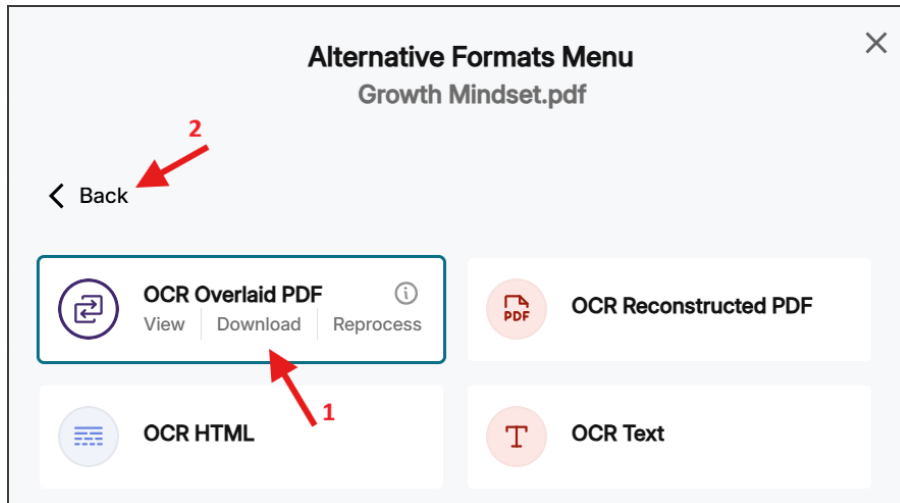 Alternative Formats Menu
Growth Mindset.pdf
2
Back
OCR Overlaid PDF
View Download Reprocess
PDF
OCR Reconstructed PDF
1
OCR HTML
T
OCR Text